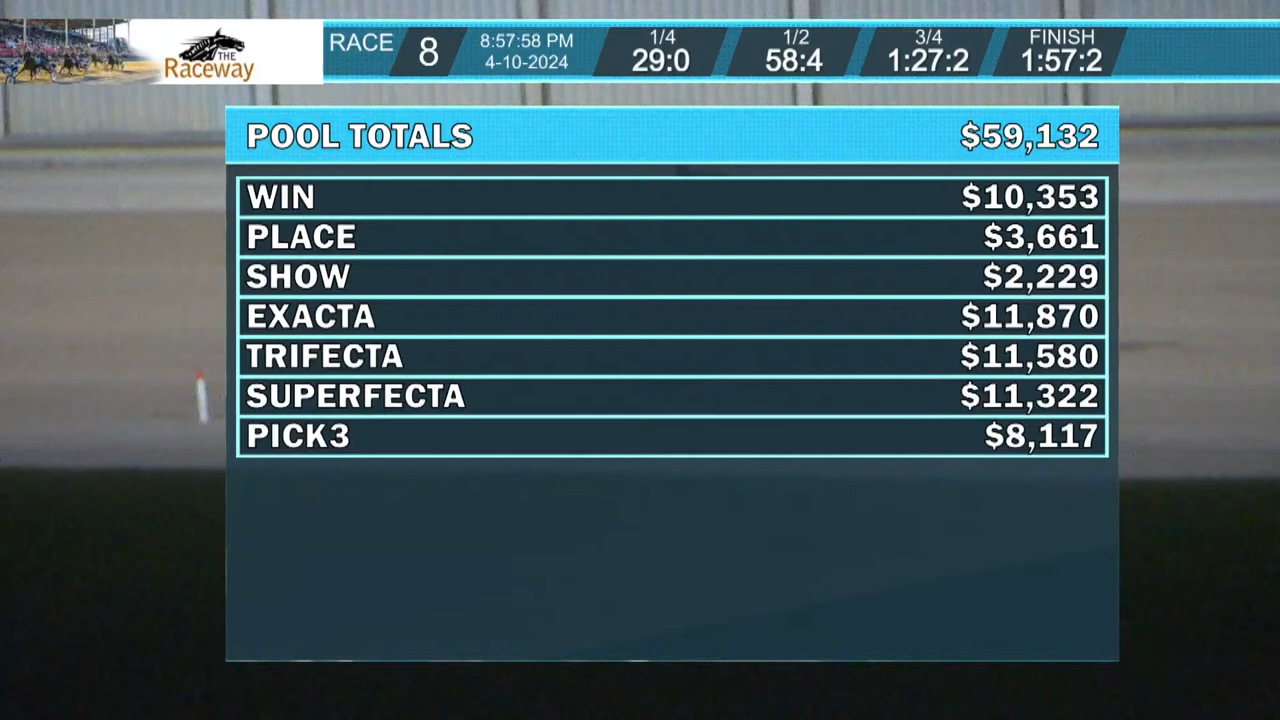 THE
Raceway
RACE 8
8:57:58 PM
4-10-2024
1/4
29:0
1/2
58:4
3/4
1:27:2
FINISH
1:57:2
POOL TOTALS $59,132
WIN $10,353
PLACE $3,661
SHOW $2,229
EXACTA $11,870
TRIFECTA $11,580
SUPERFECTA $11,322
PICK3 $8,117